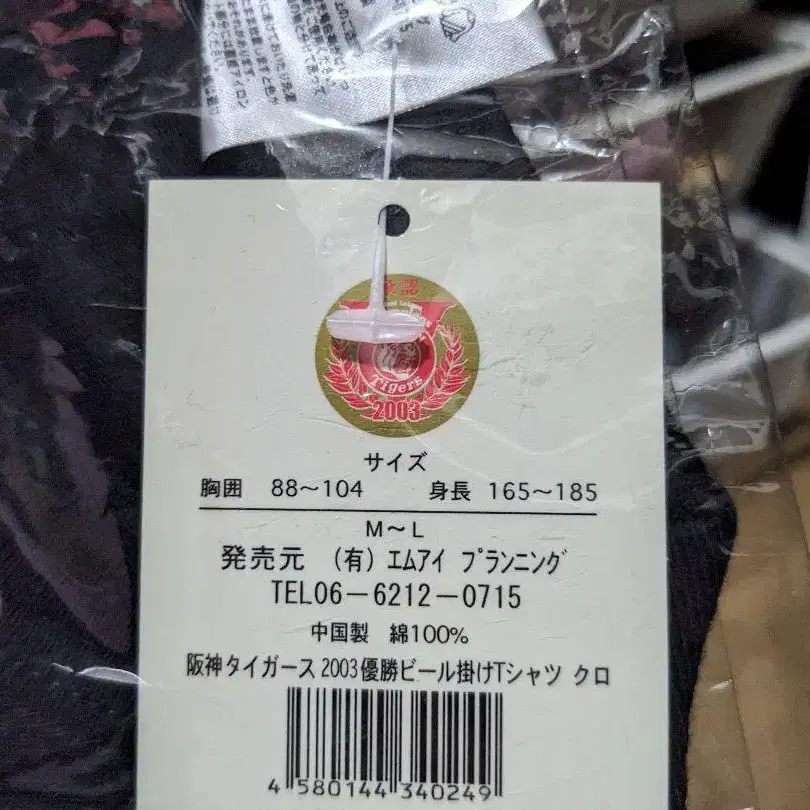 承認
Tigers
2003
サイズ
胸囲 88～104 身長 165～185
M～L
発売元 (有) エムアイ プランニング
TEL06－6212－0715
中国製 綿100%
阪神タイガース 2003優勝ビール掛けTシャツ クロ
4 580144 340249